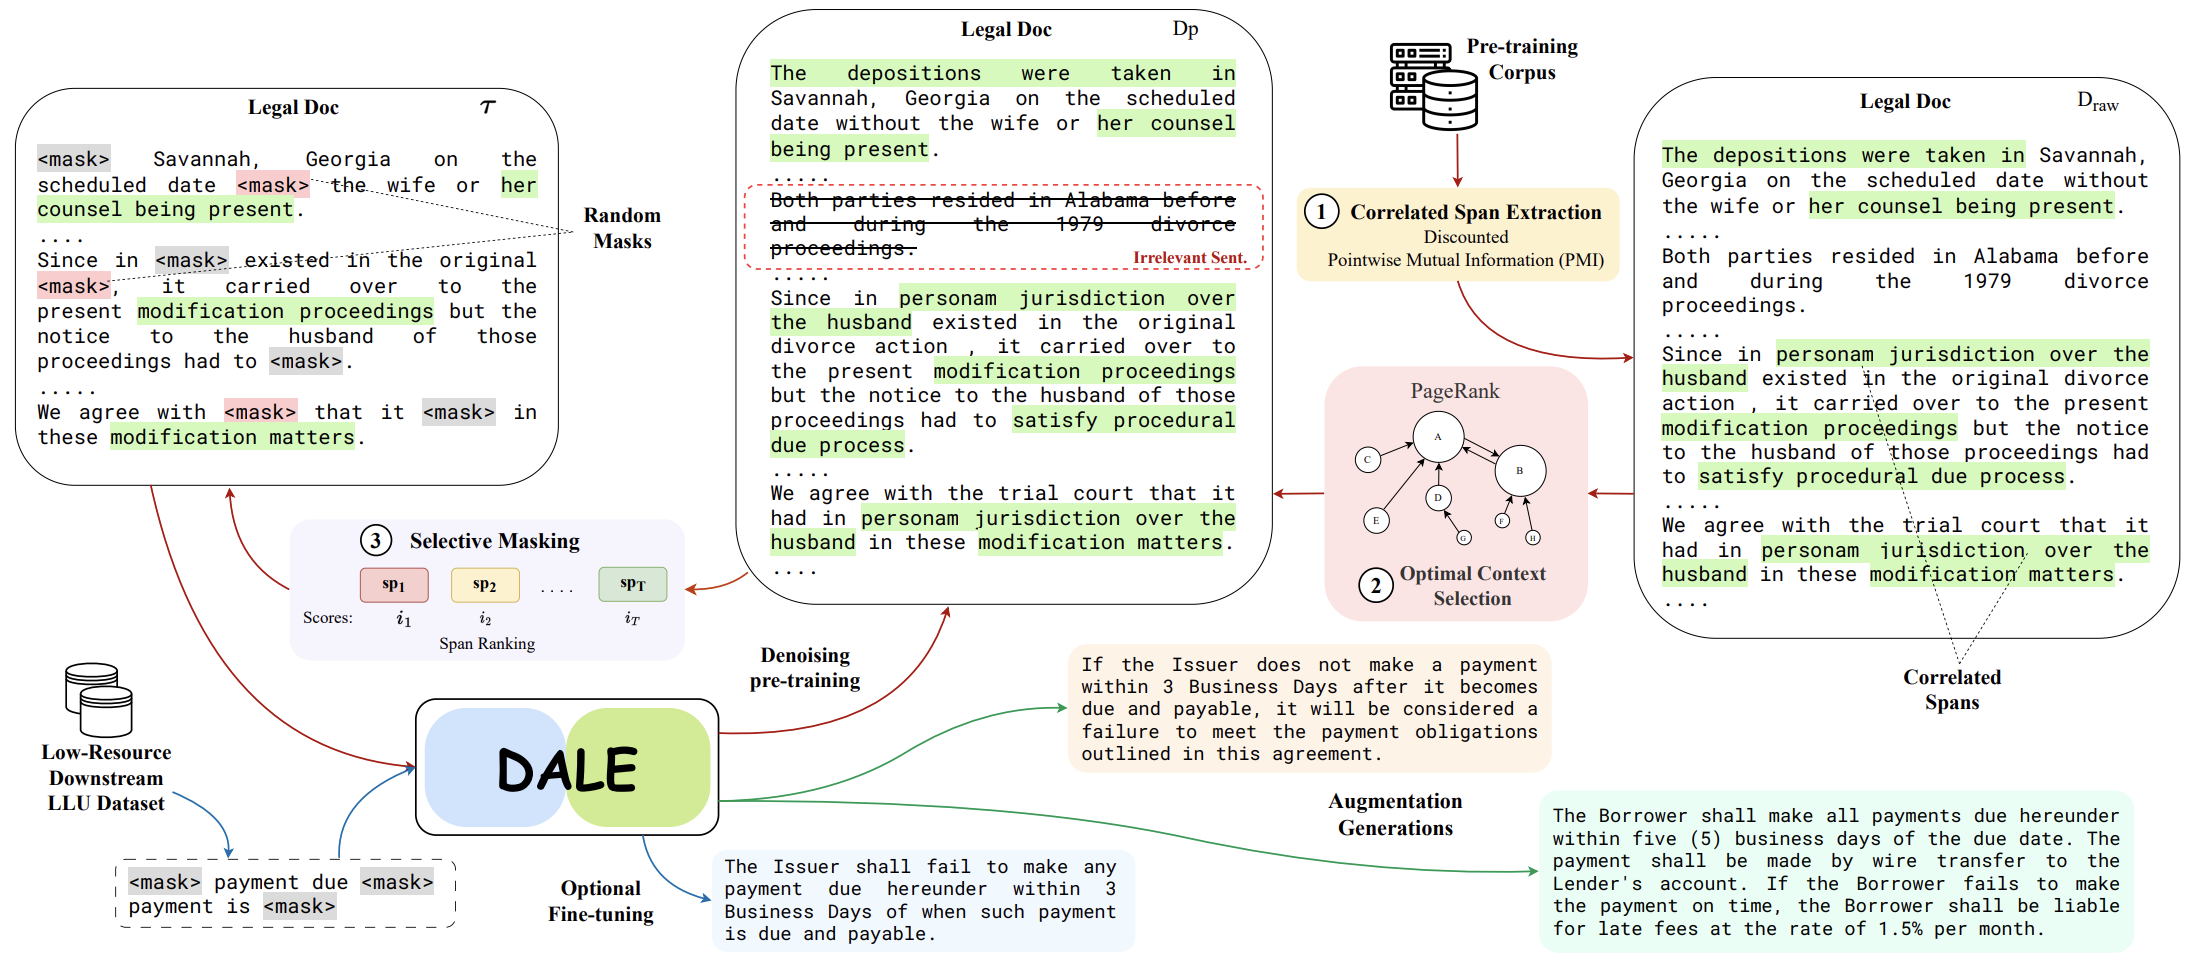 Legal Doc τ
<mask> Savannah, Georgia on the
scheduled date <mask> the wife or her
counsel being present.
....
Since in <mask> existed in the original
<mask>, it carried over to the
present modification proceedings but the
notice to the husband of those
proceedings had to <mask>.
.....
We agree with <mask> that it <mask> in
these modification matters.
Random
Masks
Legal Doc Dp
The depositions were taken in
Savannah, Georgia on the scheduled
date without the wife or her counsel
being present.
.....
Both parties resided in Alabama before
and during the 1979 divorce
proceedings.
Irrelevant Sent.
.....
Since in personam jurisdiction over
the husband existed in the original
divorce action , it carried over to
the present modification proceedings
but the notice to the husband of those
proceedings had to satisfy procedural
due process.
.....
We agree with the trial court that it
had in personam jurisdiction over the
husband in these modification matters.
....
Pre-training
Corpus
1 Correlated Span Extraction
Discounted
Pointwise Mutual Information (PMI)
Legal Doc Draw
The depositions were taken in Savannah,
Georgia on the scheduled date without
the wife or her counsel being present.
.....
Both parties resided in Alabama before
and during the 1979 divorce
proceedings.
.....
Since in personam jurisdiction over the
husband existed in the original divorce
action , it carried over to the present
modification proceedings but the notice
to the husband of those proceedings had
to satisfy procedural due process.
.....
We agree with the trial court that it
had in personam jurisdiction over the
husband in these modification matters.
....
Correlated
Spans
PageRank
A
B
C
D
E
F
G
H
2 Optimal Context
Selection
3 Selective Masking
sp1 sp2 .... spT
Scores: i1 i2 iT
Span Ranking
Low-Resource
Downstream
LLU Dataset
<mask> payment due <mask>
payment is <mask>
DALE
Denoising
pre-training
Optional
Fine-tuning
The Issuer shall fail to make any
payment due hereunder within 3
Business Days of when such payment
is due and payable.
If the Issuer does not make a payment
within 3 Business Days after it becomes
due and payable, it will be considered a
failure to meet the payment obligations
outlined in this agreement.
Augmentation
Generations
The Borrower shall make all payments due hereunder
within five (5) business days of the due date. The
payment shall be made by wire transfer to the
Lender's account. If the Borrower fails to make
the payment on time, the Borrower shall be liable
for late fees at the rate of 1.5% per month.